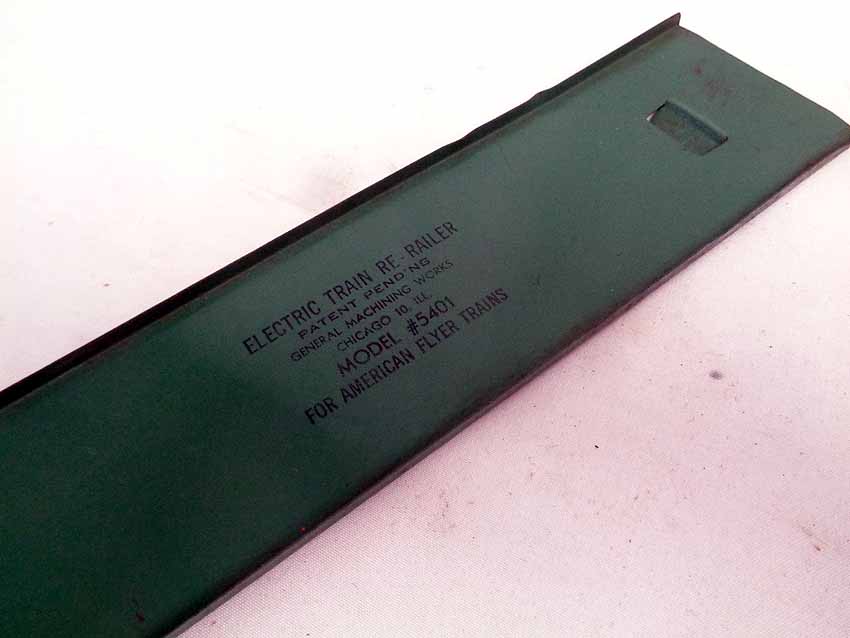 ELECTRIC TRAIN RE-RAILER
PATENT PENDING
GENERAL MACHINING WORKS
CHICAGO 10, ILL.
MODEL #5401
FOR AMERICAN FLYER TRAINS